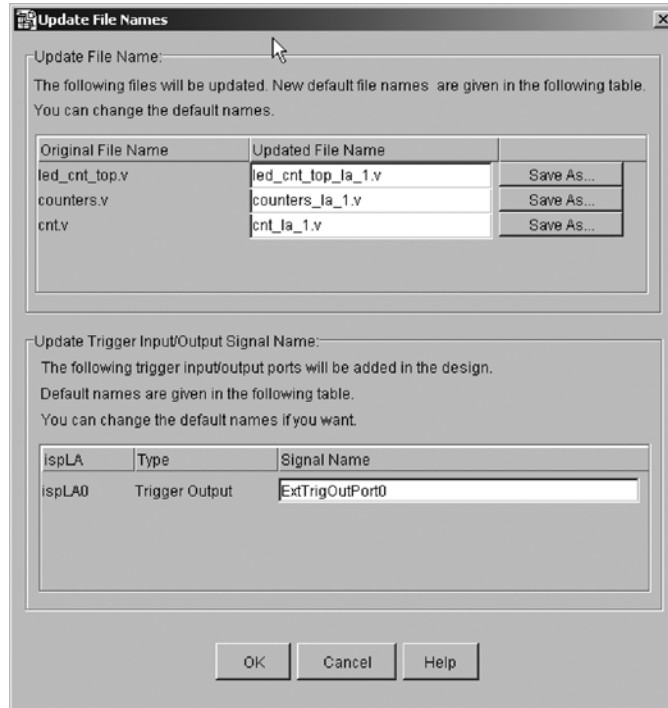 Update File Names
Update File Name:
The following files will be updated. New default file names are given in the following table.
You can change the default names.
Original File Name Updated File Name
led_cnt_top.v led_cnt_top_la_1.v Save As...
counters.v counters_la_1.v Save As...
cnt.v cnt_la_1.v Save As...
Update Trigger Input/Output Signal Name:
The following trigger input/output ports will be added in the design.
Default names are given in the following table.
You can change the default names if you want.
ispLA Type Signal Name
ispLA0 Trigger Output ExtTrigOutPort0
OK Cancel Help